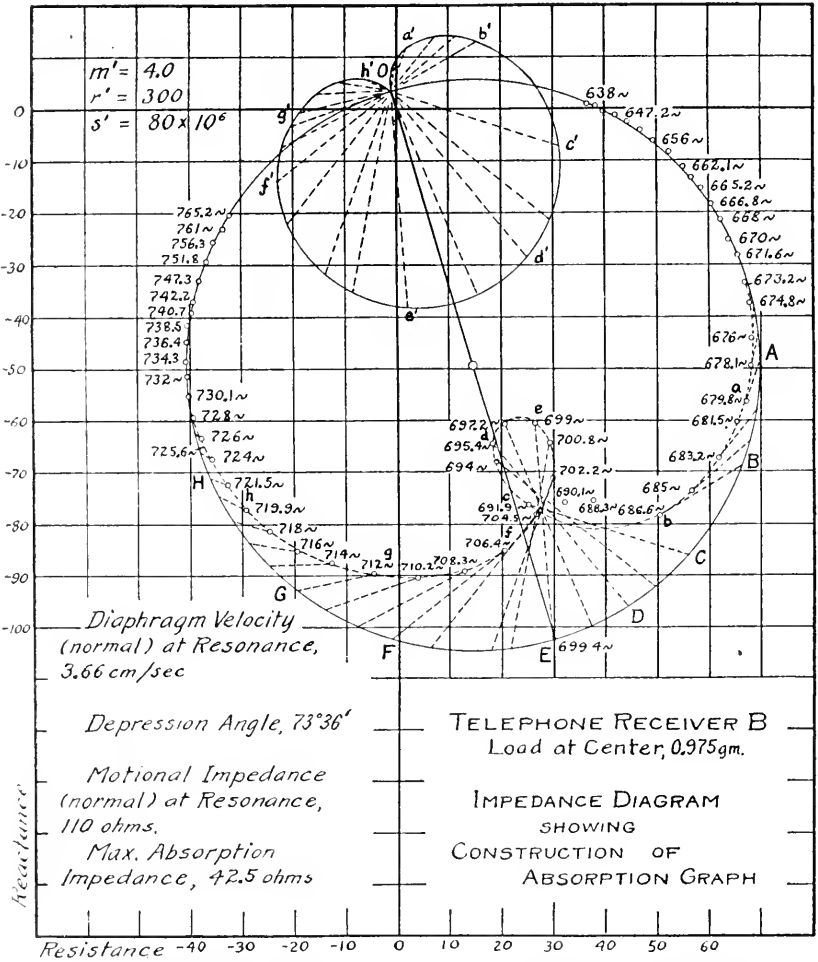 m' = 4.0
r' = 300
s' = 80 x 10⁶
a'
b'
h'
O
g'
f'
e'
d'
c'
0
-10
-20
-30
-40
-50
-60
-70
-80
-90
-100
638~
647.2~
656~
662.1~
665.2~
666.8~
668~
670~
671.6~
673.2~
674.8~
676~
678.1~
679.8~
681.5~
683.2~
685~
686.6~
688.3~
690.1~
691.9~
694~
695.4~
697.2~
699~
700.8~
702.2~
704.5~
706.4~
708.3~
710.2~
712~
714~
716~
718~
719.9~
721.5~
724~
725.6~
726~
728~
730.1~
732~
734.3
736.4
738.5
740.7
742.2
747.3
751.8
756.3
761~
765.2~
699.4~
A
B
C
D
E
F
G
H
a
b
c
d
e
f
g
h
Diaphragm Velocity
(normal) at Resonance,
3.66 cm/sec
Depression Angle, 73°36'
Motional Impedance
(normal) at Resonance,
110 ohms.
Max. Absorption
Impedance, 42.5 ohms
TELEPHONE RECEIVER B
Load at Center, 0.975gm.
IMPEDANCE DIAGRAM
SHOWING
CONSTRUCTION OF
ABSORPTION GRAPH
Reactance
Resistance -40 -30 -20 -10 0 10 20 30 40 50 60